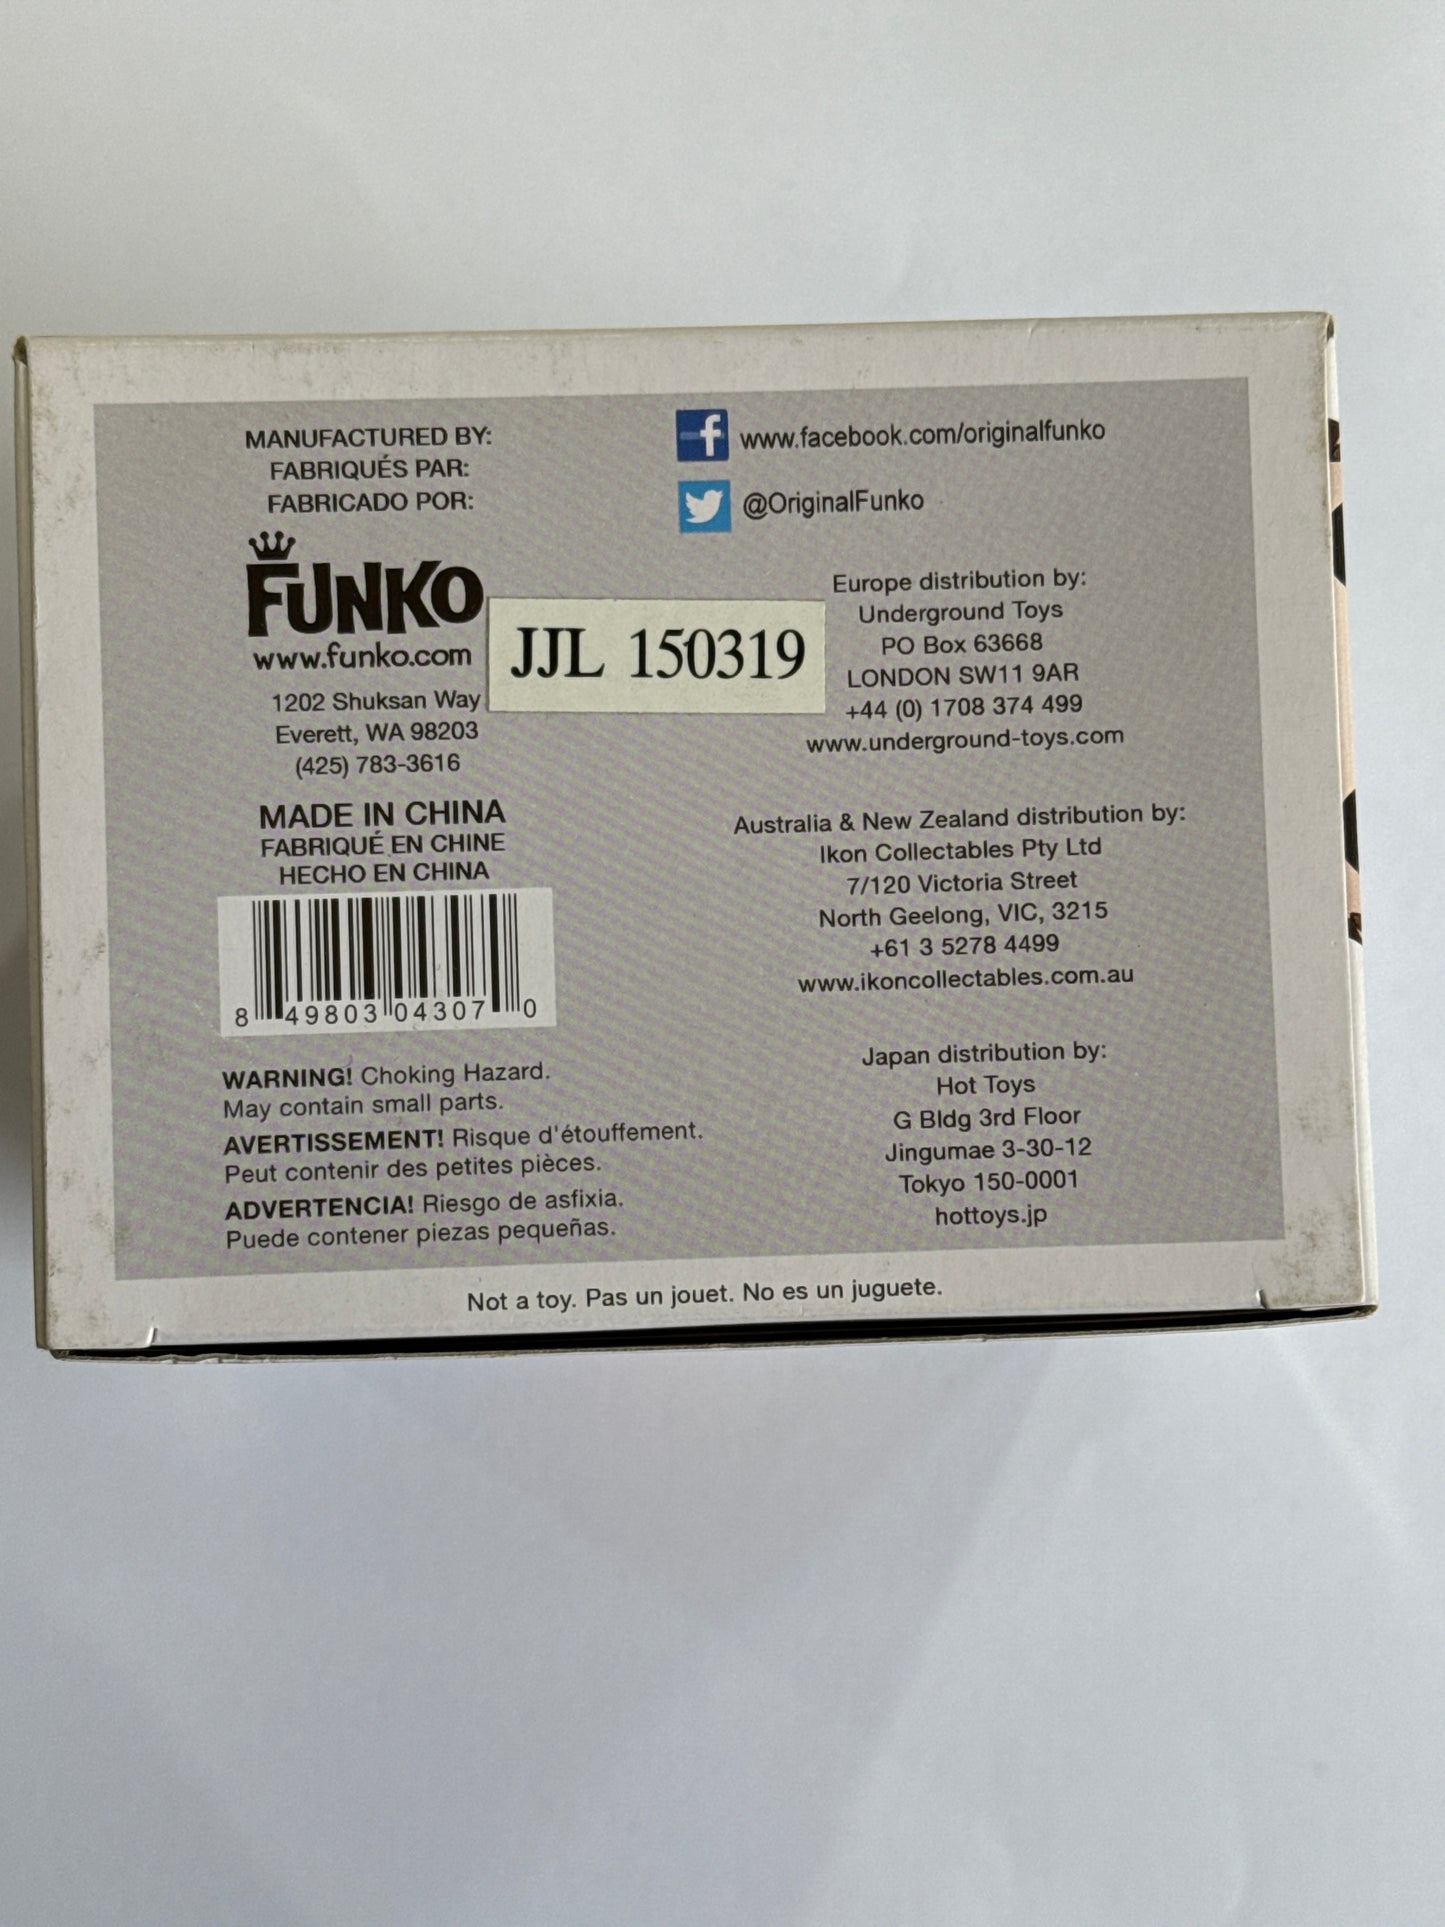 MANUFACTURED BY:
FABRIQUÉS PAR:
FABRICADO POR:
FUNKO
www.funko.com
1202 Shuksan Way
Everett, WA 98203
(425) 783-3616
MADE IN CHINA
FABRIQUÉ EN CHINE
HECHO EN CHINA
8 49803 04307 0
WARNING! Choking Hazard.
May contain small parts.
AVERTISSEMENT! Risque d'étouffement.
Peut contenir des petites pièces.
ADVERTENCIA! Riesgo de asfixia.
Puede contener piezas pequeñas.
JJL 150319
f www.facebook.com/originalfunko
@OriginalFunko
Europe distribution by:
Underground Toys
PO Box 63668
LONDON SW11 9AR
+44 (0) 1708 374 499
www.underground-toys.com
Australia & New Zealand distribution by:
Ikon Collectables Pty Ltd
7/120 Victoria Street
North Geelong, VIC, 3215
+61 3 5278 4499
www.ikoncollectables.com.au
Japan distribution by:
Hot Toys
G Bldg 3rd Floor
Jingumae 3-30-12
Tokyo 150-0001
hottoys.jp
Not a toy. Pas un jouet. No es un juguete.